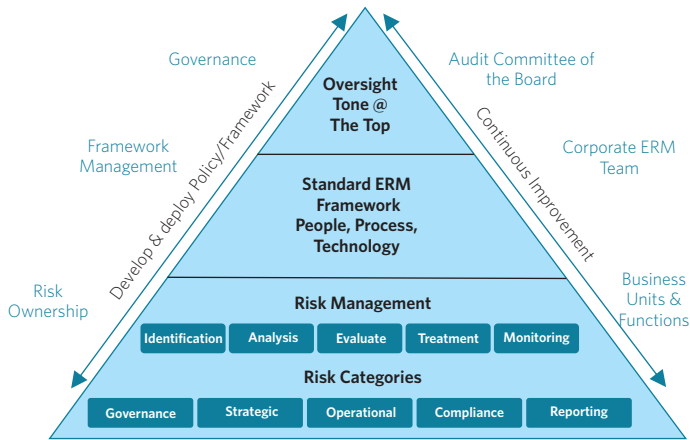 Governance
Audit Committee of
the Board
Oversight
Tone @
The Top
Develop & deploy Policy/Framework
Continuous Improvement
Framework
Management
Corporate ERM
Team
Standard ERM
Framework
People, Process,
Technology
Risk
Ownership
Business
Units &
Functions
Risk Management
Identification
Analysis
Evaluate
Treatment
Monitoring
Risk Categories
Governance
Strategic
Operational
Compliance
Reporting